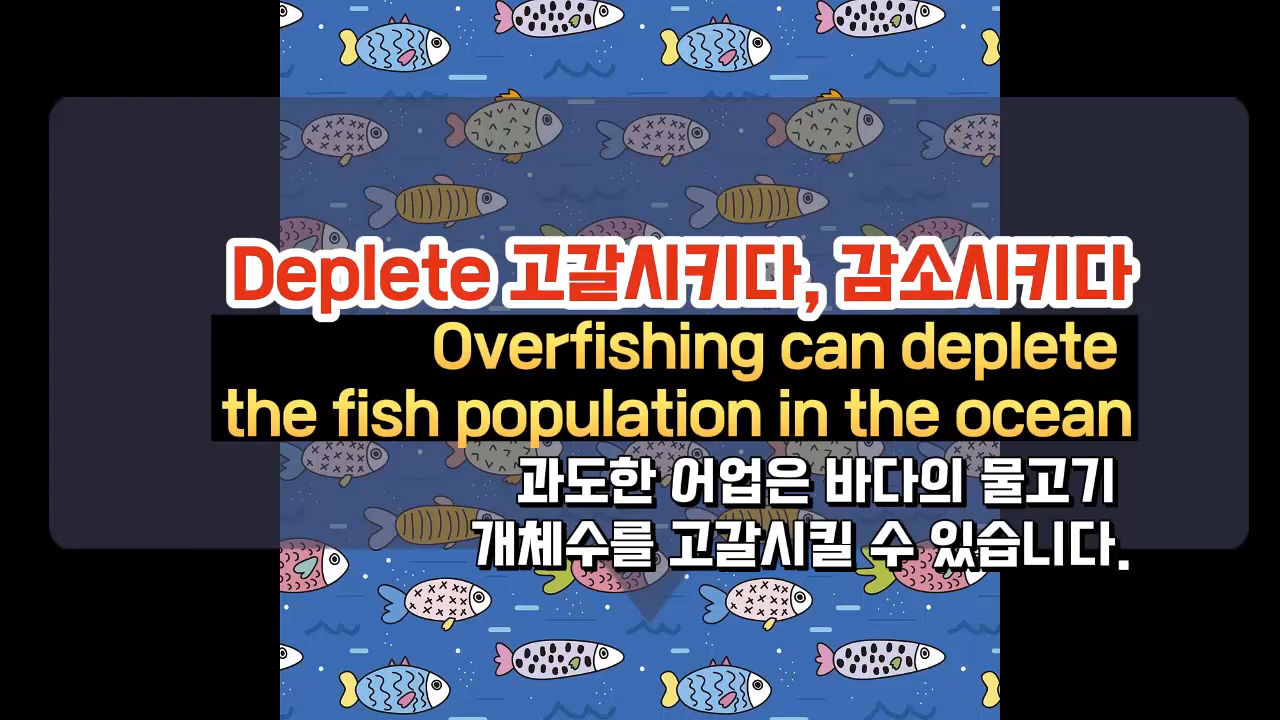 Deplete 고갈시키다, 감소시키다
Overfishing can deplete
the fish population in the ocean
과도한 어업은 바다의 물고기
개체수를 고갈시킬 수 있습니다.